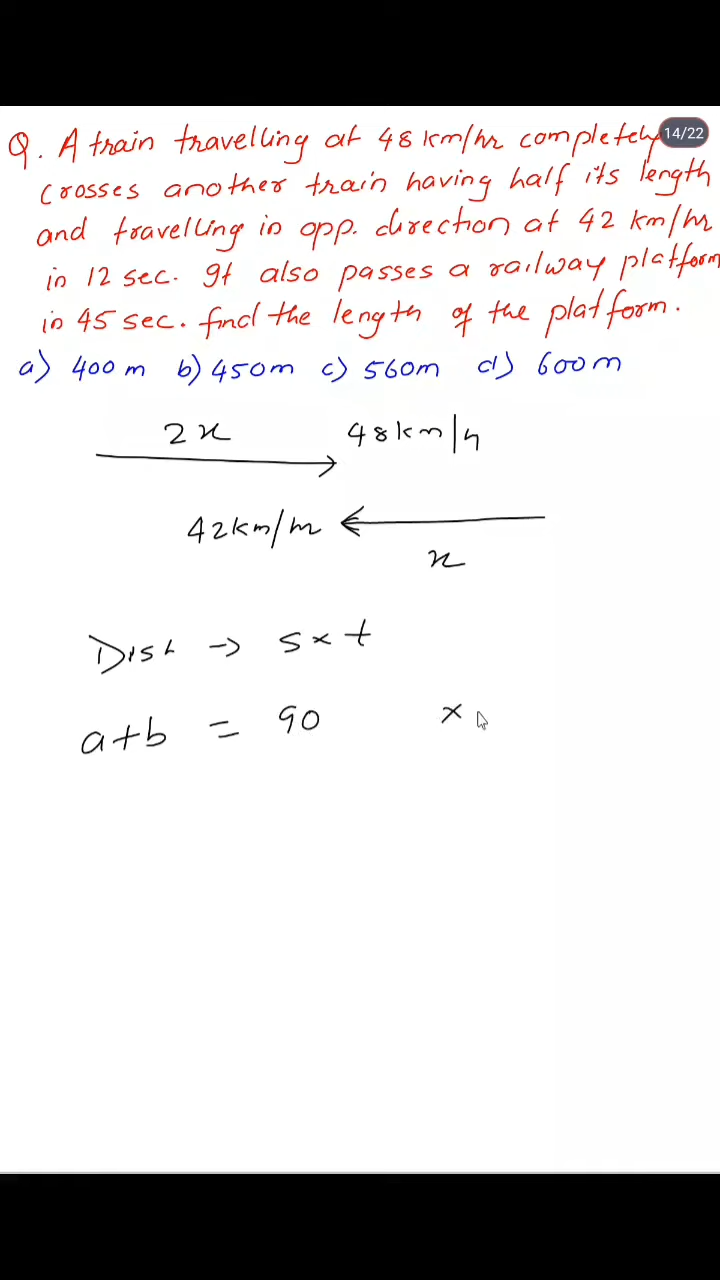 14/22
Q. A train travelling at 48 km/hr completely
crosses another train having half its length
and travelling in opp. direction at 42 km/hr
in 12 sec. It also passes a railway platform
in 45 sec. find the length of the platform.
a) 400 m b) 450m c) 560m d) 600m
2x 48km/h
42km/hr
x
Dist → s × t
a+b = 90 ×